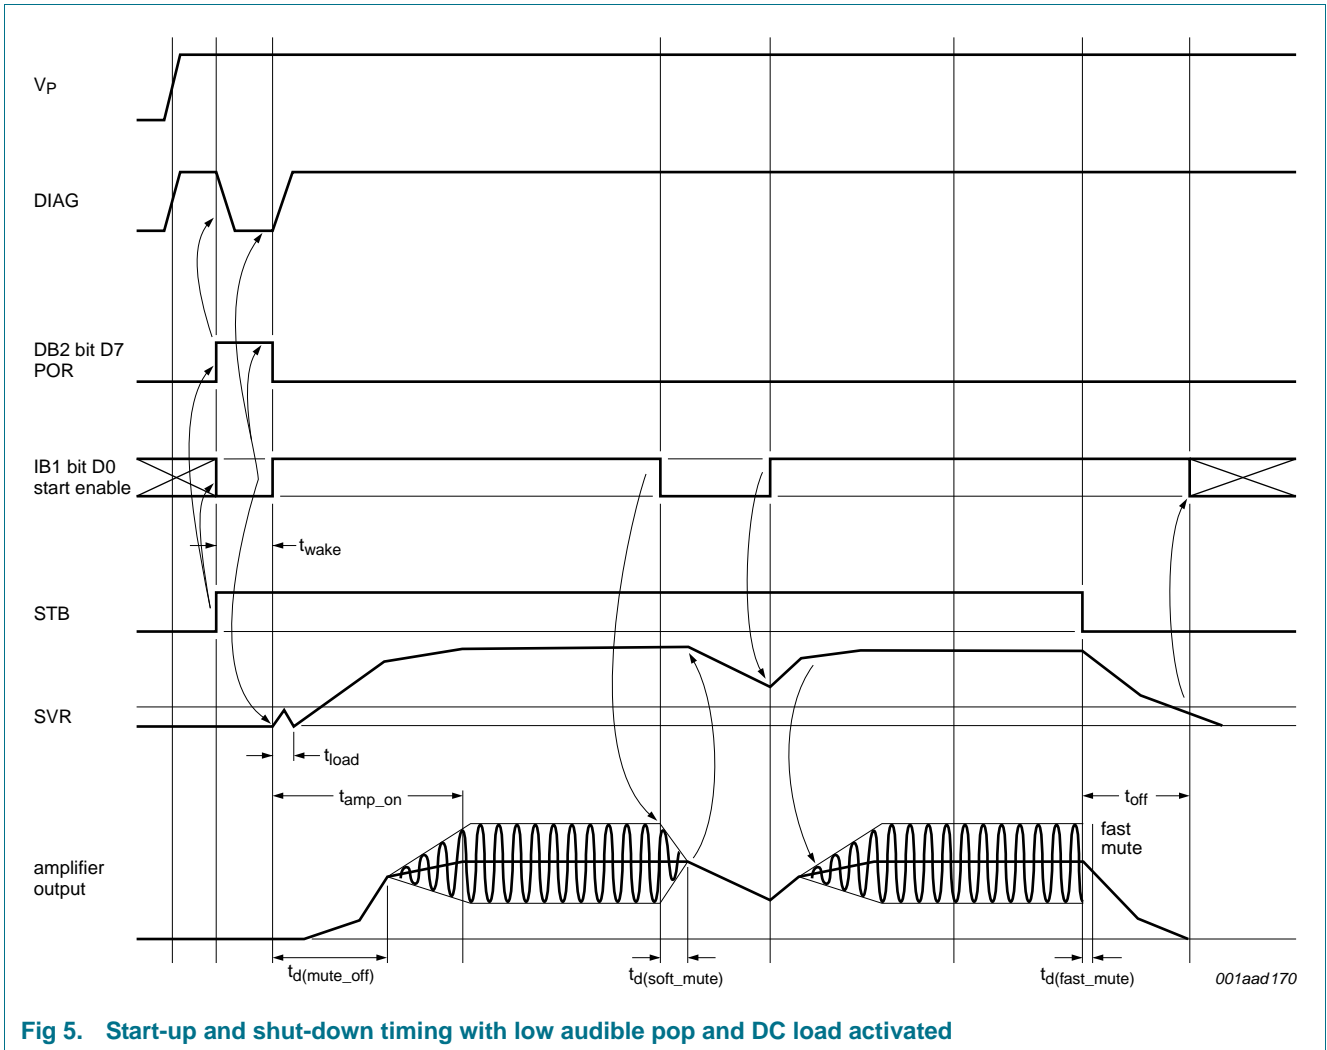 VP
DIAG
DB2 bit D7
POR
IB1 bit D0
start enable
twake
STB
SVR
tload
tamp_on
toff
fast
mute
amplifier
output
td(mute_off)
td(soft_mute)
td(fast_mute)
001aad170
Fig 5. Start-up and shut-down timing with low audible pop and DC load activated